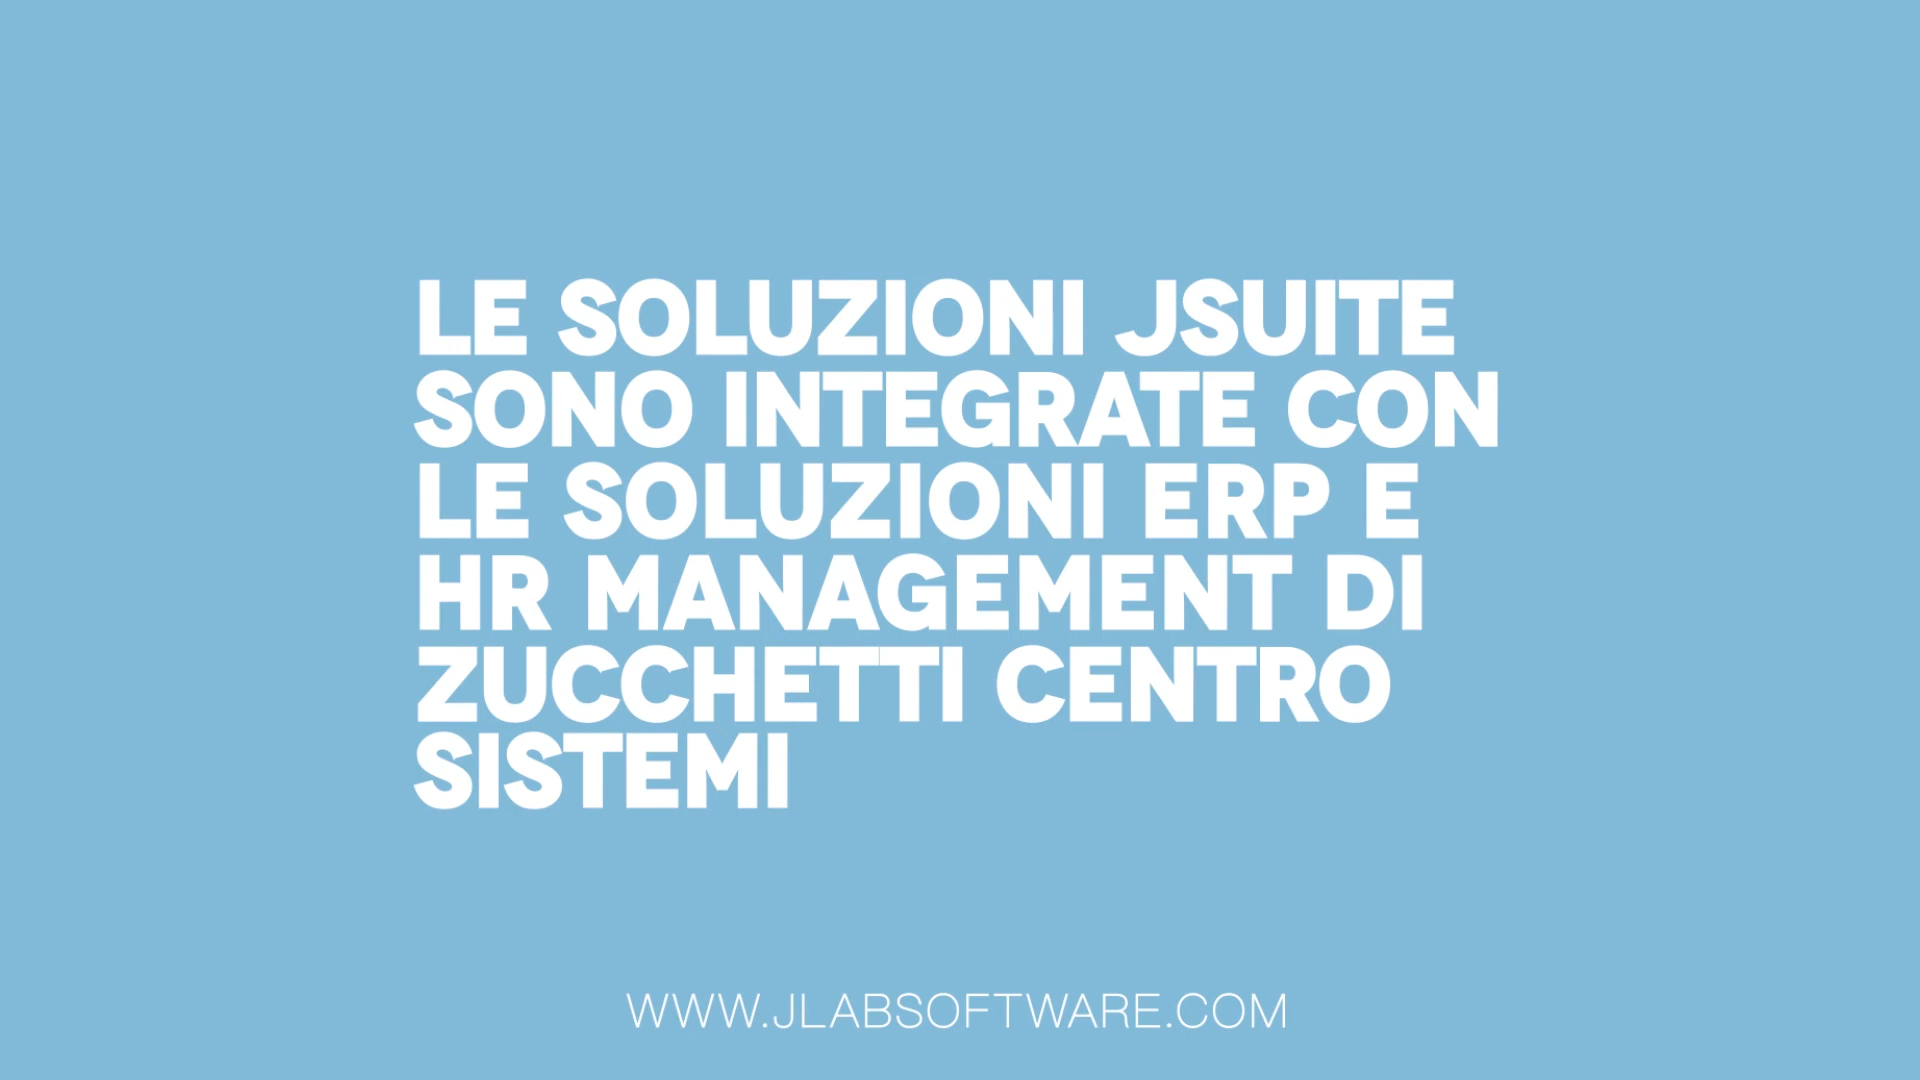 LE SOLUZIONI JSUITE
SONO INTEGRATE CON
LE SOLUZIONI ERP E
HR MANAGEMENT DI
ZUCCHETTI CENTRO
SISTEMI
WWW.JLABSOFTWARE.COM